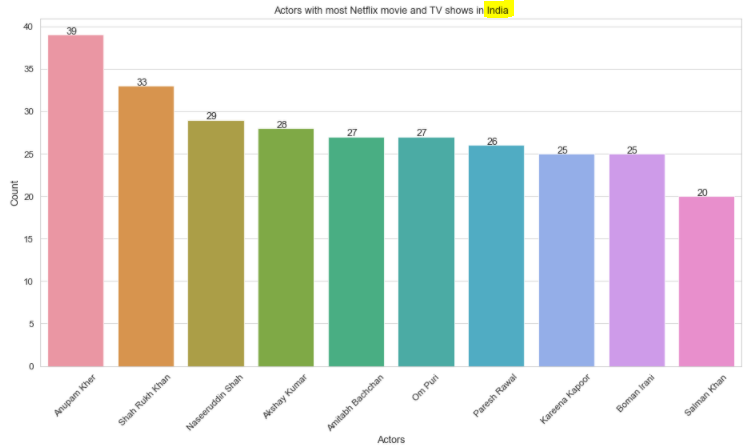 Actors with most Netflix movie and TV shows in India
40
35
30
25
20
15
10
5
0
Count
39
33
29
28
27
27
26
25
25
20
Anupam Kher
Shah Rukh Khan
Naseeruddin Shah
Akshay Kumar
Amitabh Bachchan
Om Puri
Paresh Rawal
Kareena Kapoor
Boman Irani
Salman Khan
Actors